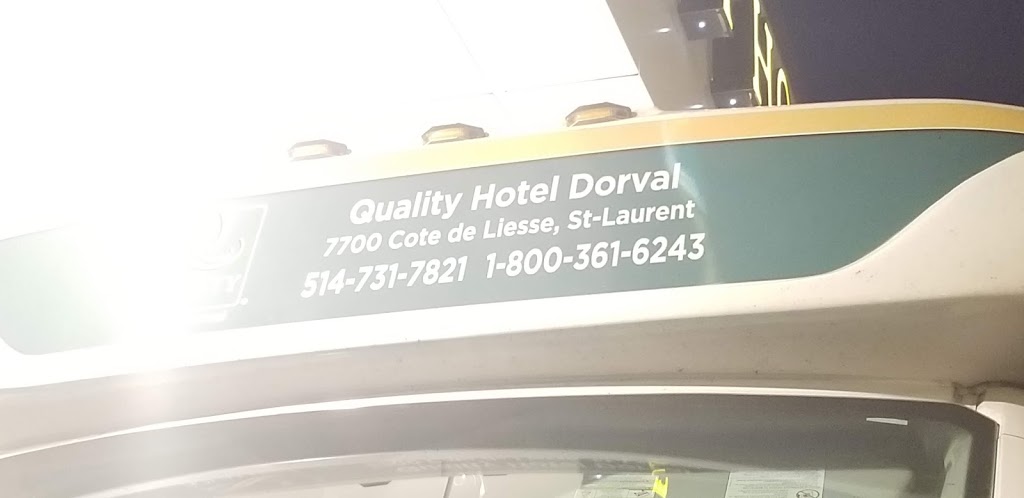 Quality Hotel Dorval
7700 Cote de Liesse, St-Laurent
514-731-7821 1-800-361-6243